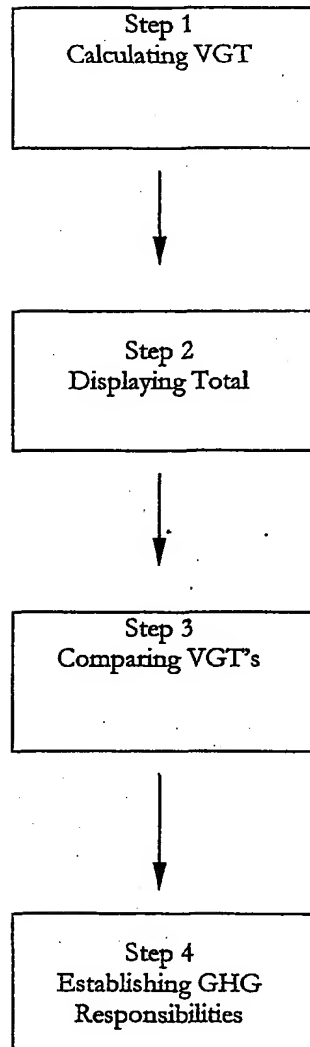 Step 1
Calculating VGT
Step 2
Displaying Total
Step 3
Comparing VGT's
Step 4
Establishing GHG
Responsibilities